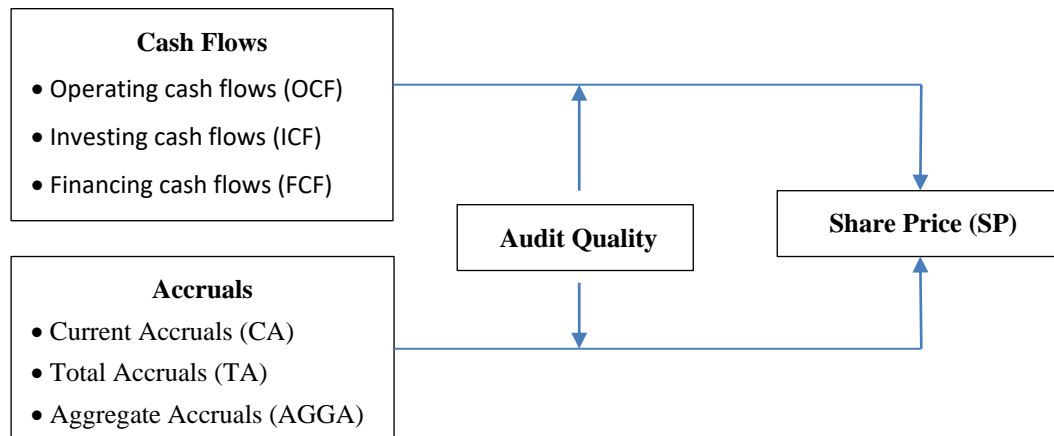 Cash Flows
• Operating cash flows (OCF)
• Investing cash flows (ICF)
• Financing cash flows (FCF)
Audit Quality
Share Price (SP)
Accruals
• Current Accruals (CA)
• Total Accruals (TA)
• Aggregate Accruals (AGGA)